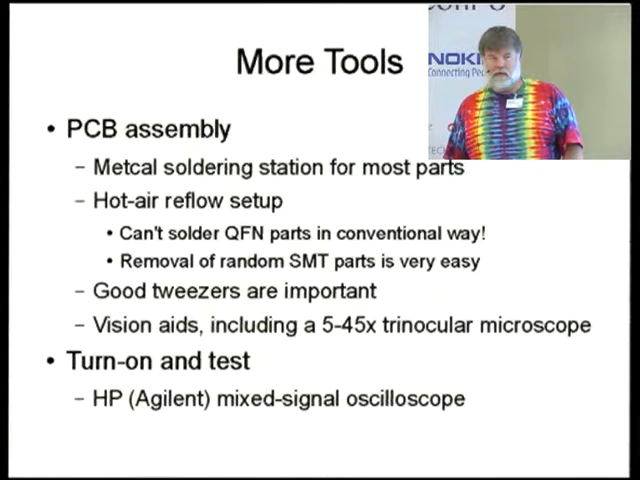 More Tools
NOKI
Connecting Peo
• PCB assembly
– Metcal soldering station for most parts
– Hot-air reflow setup
• Can't solder QFN parts in conventional way!
• Removal of random SMT parts is very easy
– Good tweezers are important
– Vision aids, including a 5-45x trinocular microscope
• Turn-on and test
– HP (Agilent) mixed-signal oscilloscope